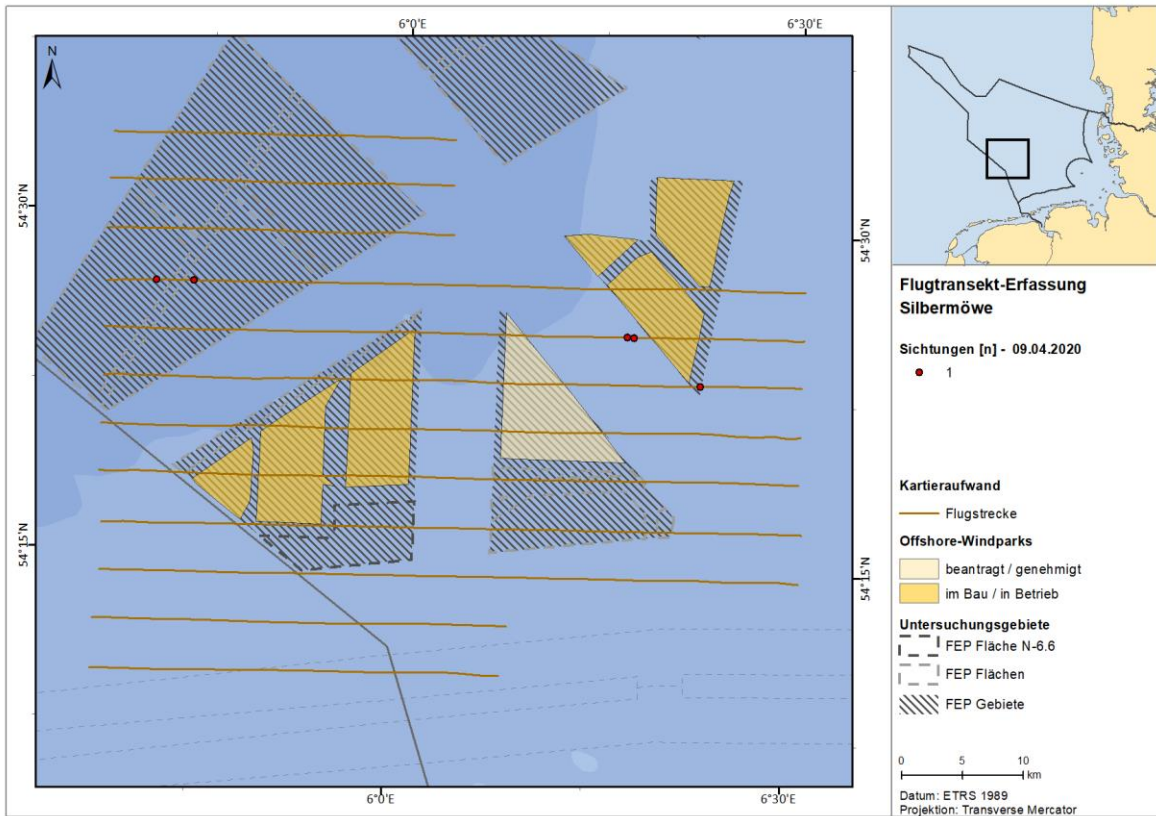 6°0'E
6°30'E
N
54°30'N
54°30'N
54°15'N
54°15'N
6°0'E
6°30'E
Flugtransekt-Erfassung
Silbermöwe
Sichtungen [n] - 09.04.2020
1
Kartieraufwand
Flugstrecke
Offshore-Windparks
beantragt / genehmigt
im Bau / in Betrieb
Untersuchungsgebiete
FEP Fläche N-6.6
FEP Flächen
FEP Gebiete
0 5 10
km
Datum: ETRS 1989
Projektion: Transverse Mercator